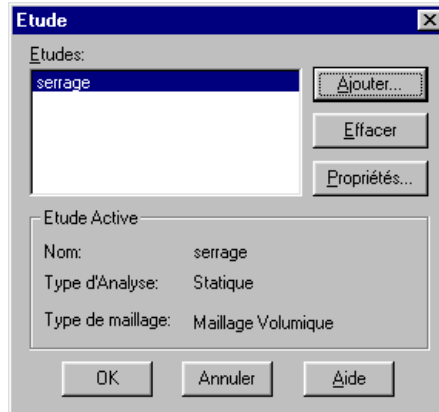 Etude
Etudes:
serrage
Ajouter...
Effacer
Propriétés...
Etude Active
Nom: serrage
Type d'Analyse: Statique
Type de maillage: Maillage Volumique
OK Annuler Aide